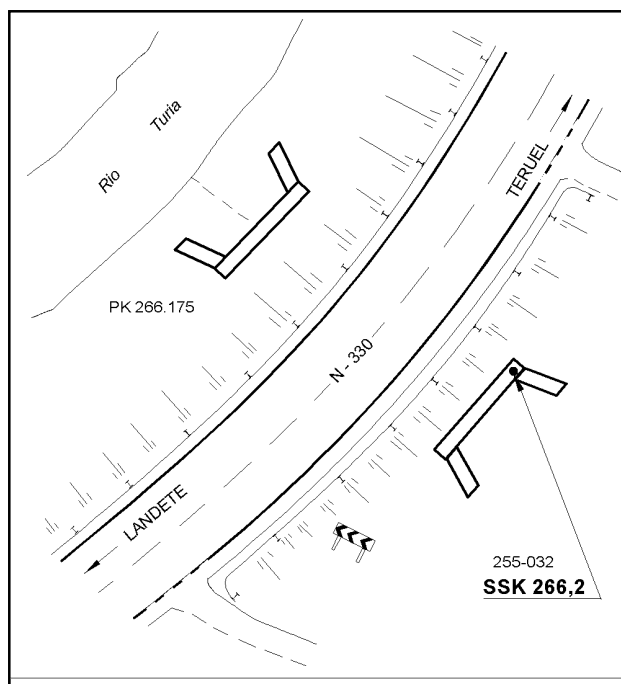 Rio Turia
TERUEL
PK 266.175
N - 330
LANDETE
255-032
SSK 266,2